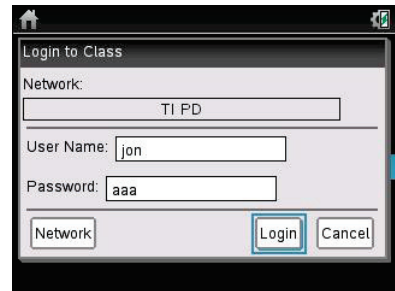 Login to Class
Network:
TI PD
User Name: jon
Password: aaa
Network Login Cancel